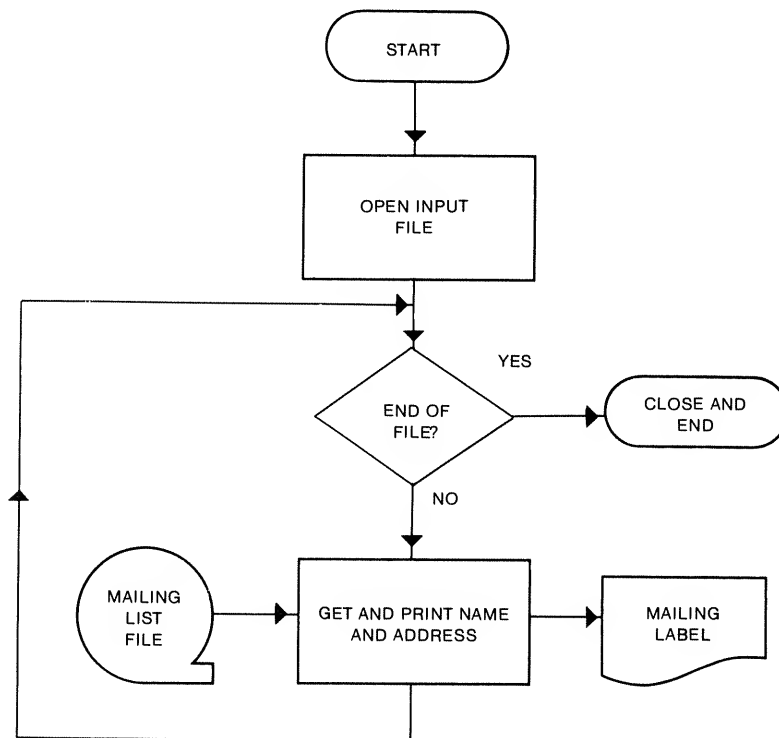 START
OPEN INPUT
FILE
YES
END OF
FILE?
CLOSE AND
END
NO
MAILING
LIST
FILE
GET AND PRINT NAME
AND ADDRESS
MAILING
LABEL